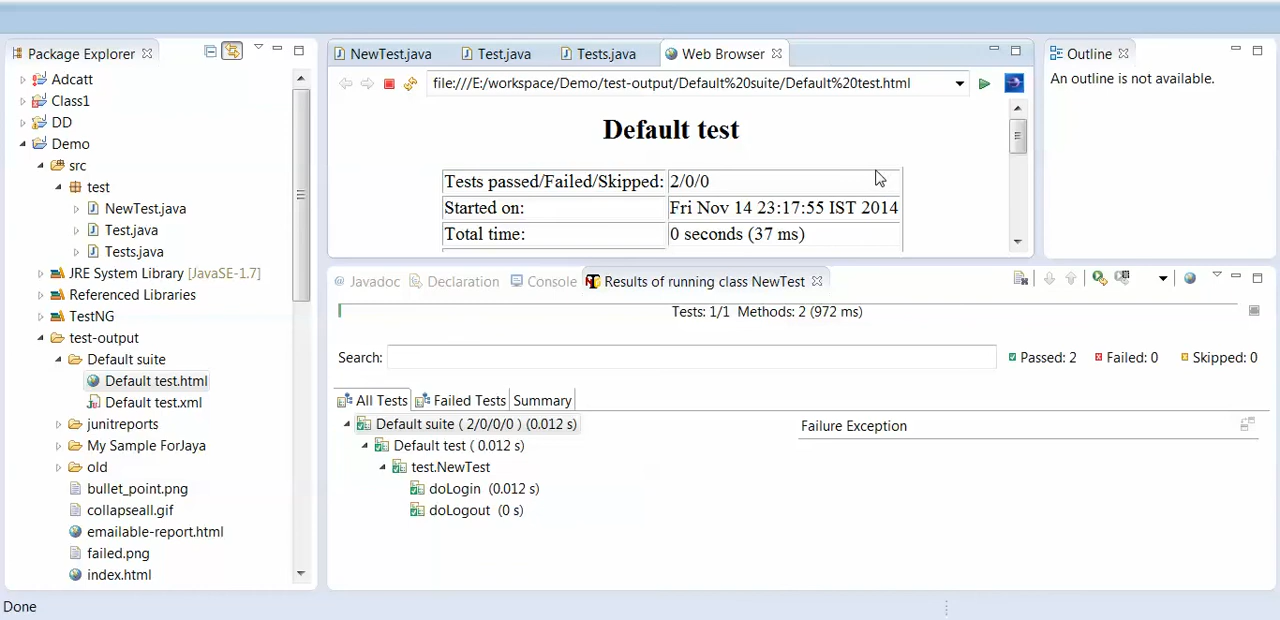 Package Explorer
Adcatt
Class1
DD
Demo
src
test
NewTest.java
Test.java
Tests.java
JRE System Library [JavaSE-1.7]
Referenced Libraries
TestNG
test-output
Default suite
Default test.html
Default test.xml
junitreports
My Sample ForJaya
old
bullet_point.png
collapseall.gif
emailable-report.html
failed.png
index.html
NewTest.java Test.java Tests.java Web Browser
file:///E:/workspace/Demo/test-output/Default%20suite/Default%20test.html
Default test
Tests passed/Failed/Skipped: 2/0/0
Started on: Fri Nov 14 23:17:55 IST 2014
Total time: 0 seconds (37 ms)
Outline
An outline is not available.
@ Javadoc Declaration Console Results of running class NewTest
Tests: 1/1 Methods: 2 (972 ms)
Search: Passed: 2 Failed: 0 Skipped: 0
All Tests Failed Tests Summary
Default suite ( 2/0/0/0 ) (0.012 s)
Default test ( 0.012 s)
test.NewTest
doLogin (0.012 s)
doLogout (0 s)
Failure Exception
Done